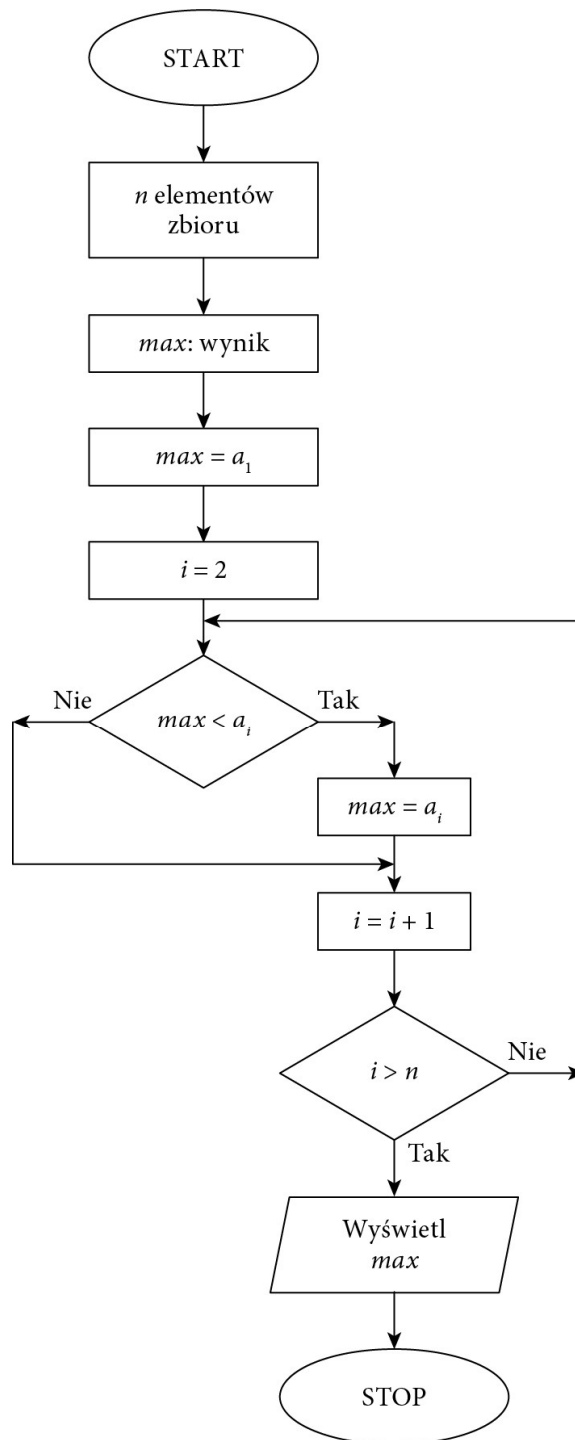 START
n elementów
zbioru
max: wynik
max = a₁
i = 2
Nie
max < aᵢ
Tak
max = aᵢ
i = i + 1
i > n
Nie
Tak
Wyświetl
max
STOP